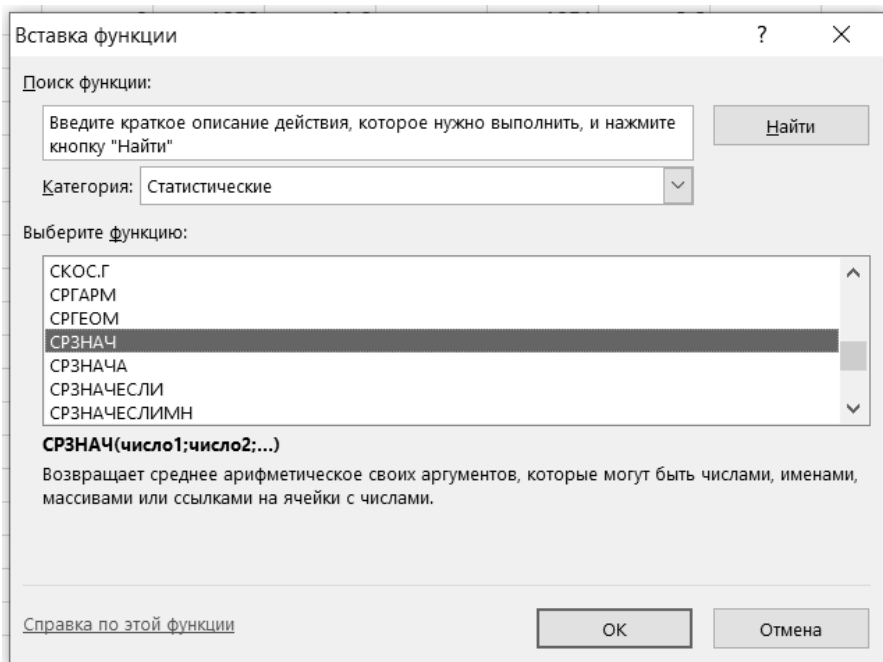 Вставка функции
?
Поиск функции:
Введите краткое описание действия, которое нужно выполнить, и нажмите
кнопку "Найти"
Найти
Категория:
Статистические
Выберите функцию:
СКОС.Г
СРГАРМ
СРГЕОМ
СРЗНАЧ
СРЗНАЧА
СРЗНАЧЕСЛИ
СРЗНАЧЕСЛИМН
СРЗНАЧ(число1;число2;...)
Возвращает среднее арифметическое своих аргументов, которые могут быть числами, именами,
массивами или ссылками на ячейки с числами.
Справка по этой функции
ОК
Отмена